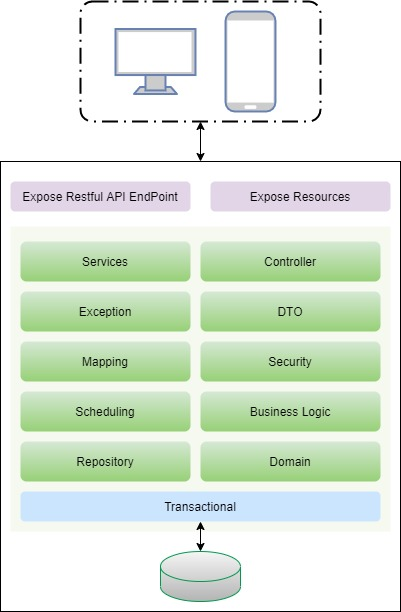 Expose Restful API EndPoint
Expose Resources
Services
Controller
Exception
DTO
Mapping
Security
Scheduling
Business Logic
Repository
Domain
Transactional